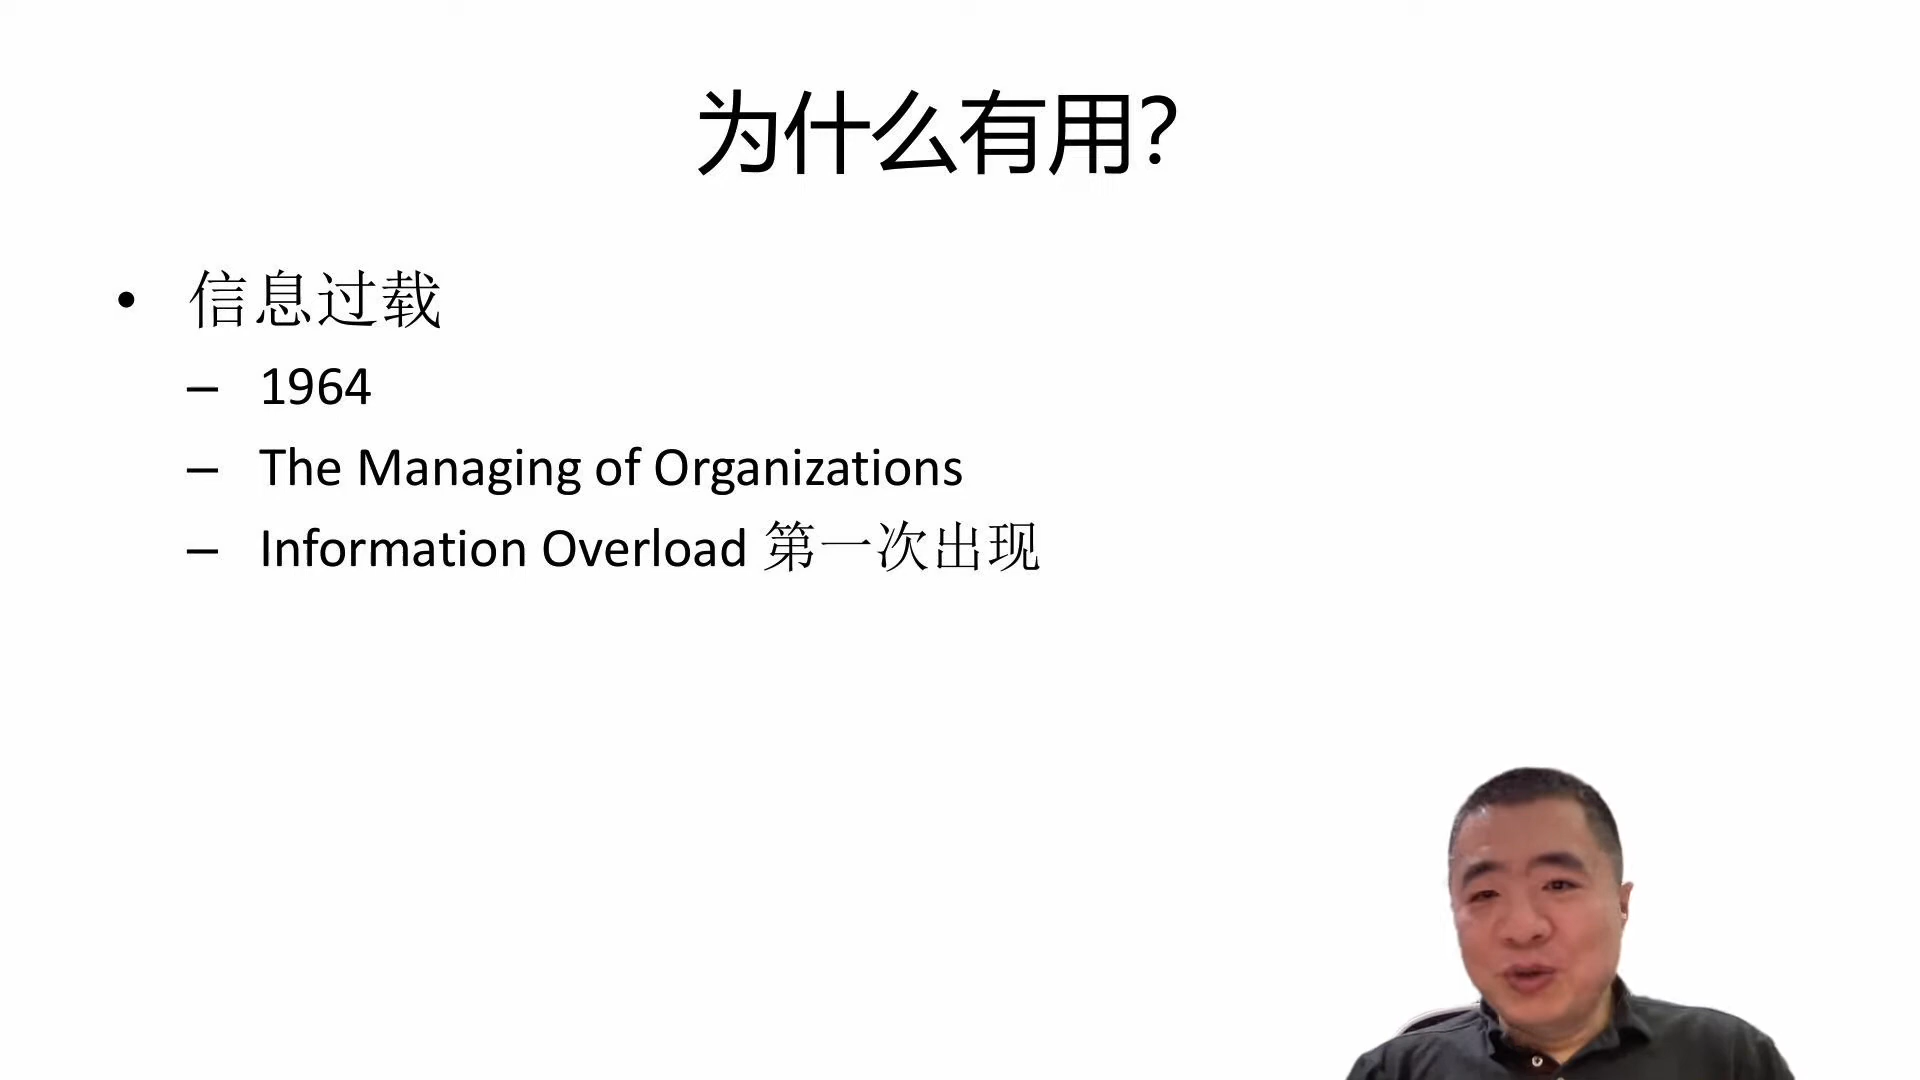 为什么有用?
• 信息过载
– 1964
– The Managing of Organizations
– Information Overload 第一次出现